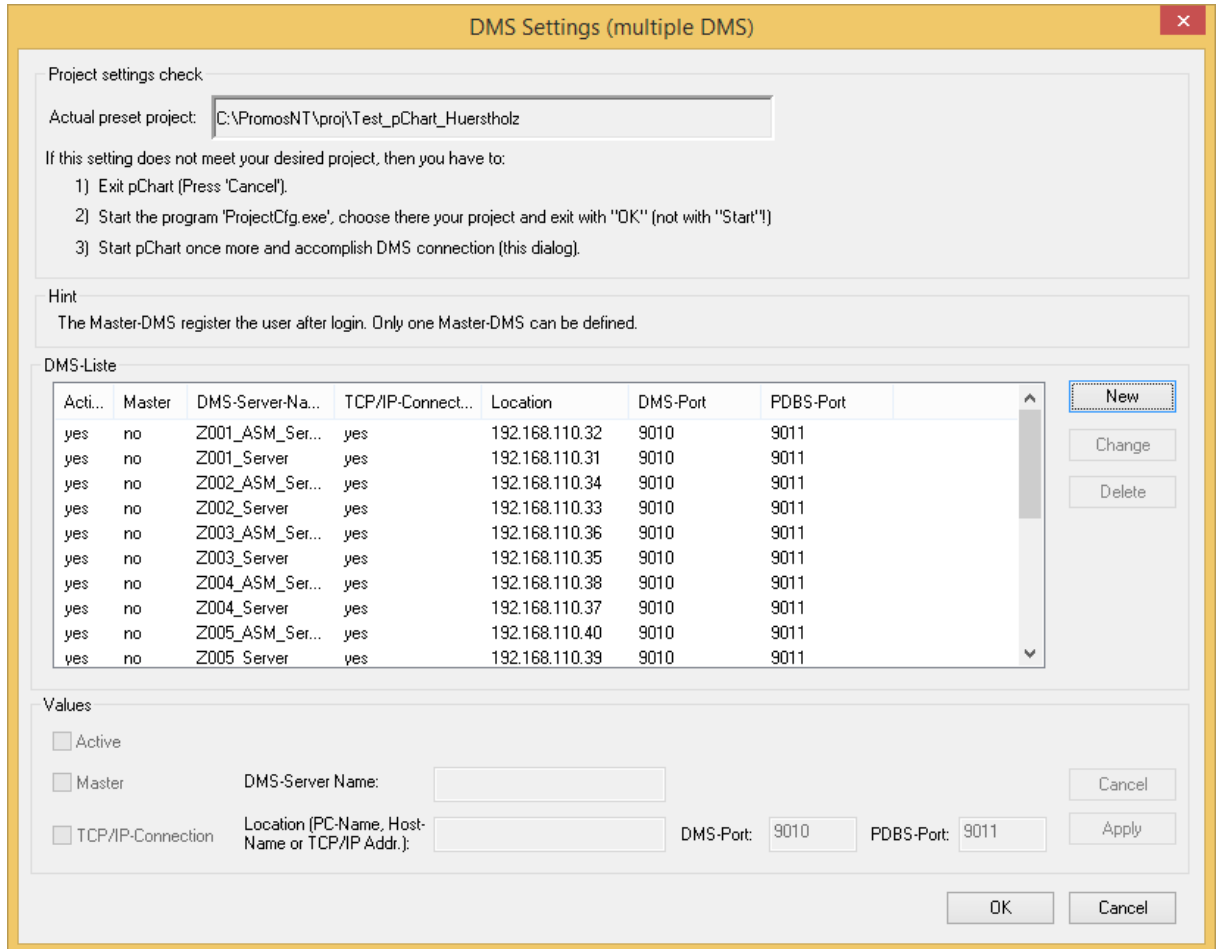 DMS Settings (multiple DMS)
Project settings check
Actual preset project: C:\PromosNT\proj\Test_pChart_Huerstholz
If this setting does not meet your desired project, then you have to:
1) Exit pChart (Press 'Cancel').
2) Start the program 'ProjectCfg.exe', choose there your project and exit with "OK" (not with "Start"!)
3) Start pChart once more and accomplish DMS connection (this dialog).
Hint
The Master-DMS register the user after login. Only one Master-DMS can be defined.
DMS-Liste
Acti... Master DMS-Server-Na... TCP/IP-Connect... Location DMS-Port PDBS-Port
yes no Z001_ASM_Ser... yes 192.168.110.32 9010 9011
yes no Z001_Server yes 192.168.110.31 9010 9011
yes no Z002_ASM_Ser... yes 192.168.110.34 9010 9011
yes no Z002_Server yes 192.168.110.33 9010 9011
yes no Z003_ASM_Ser... yes 192.168.110.36 9010 9011
yes no Z003_Server yes 192.168.110.35 9010 9011
yes no Z004_ASM_Ser... yes 192.168.110.38 9010 9011
yes no Z004_Server yes 192.168.110.37 9010 9011
yes no Z005_ASM_Ser... yes 192.168.110.40 9010 9011
yes no Z005_Server yes 192.168.110.39 9010 9011
New
Change
Delete
Values
Active
Master DMS-Server Name: Cancel
TCP/IP-Connection Location (PC-Name, Host-
Name or TCP/IP Addr.): DMS-Port: 9010 PDBS-Port: 9011 Apply
OK Cancel